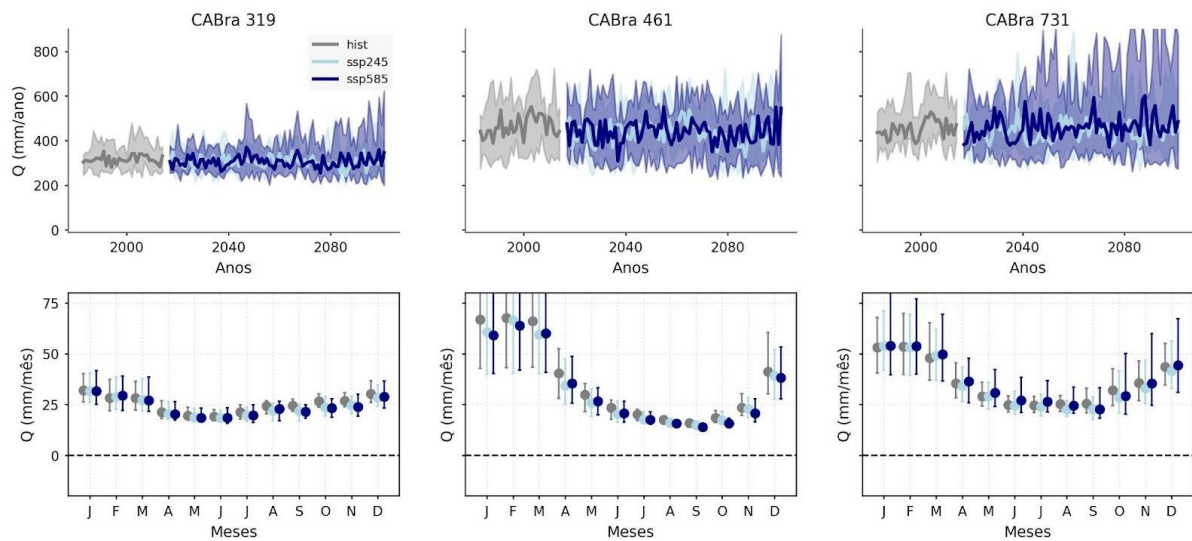 CABra 319
CABra 461
CABra 731
800
600
400
200
0
Q (mm/ano)
hist
ssp245
ssp585
2000 2040 2080
2000 2040 2080
2000 2040 2080
Anos
Anos
Anos
75
50
25
0
Q (mm/mês)
Q (mm/mês)
Q (mm/mês)
J F M A M J J A S O N D
J F M A M J J A S O N D
J F M A M J J A S O N D
Meses
Meses
Meses